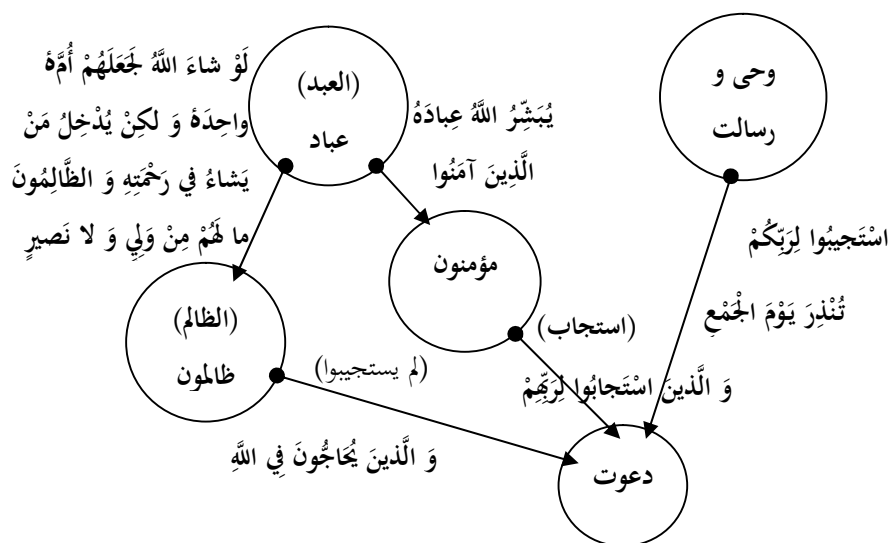 وحی و
رسالت
(العبد)
عباد
لَوْ شاءَ اللَّهُ لَجَعَلَهُمْ أُمَّةً
واحِدَةً وَ لكِنْ يُدْخِلُ مَنْ
يَشاءُ في رَحْمَتِهِ وَ الظَّالِمُونَ
ما لَهُمْ مِنْ وَلِيٍ وَ لا نَصيرٍ
يُبَشِّرُ اللَّهُ عِبادَهُ
الَّذِينَ آمَنُوا
اسْتَجيبُوا لِرَبِّكُمْ
تُنْذِرَ يَوْمَ الْجَمْعِ
مؤمنون
(الظالم)
ظالمون
(استجاب)
(لم يستجيبوا)
وَ الَّذينَ اسْتَجابُوا لِرَبِّهِمْ
وَ الَّذينَ يُحَاجُّونَ فِي اللَّهِ
دعوت